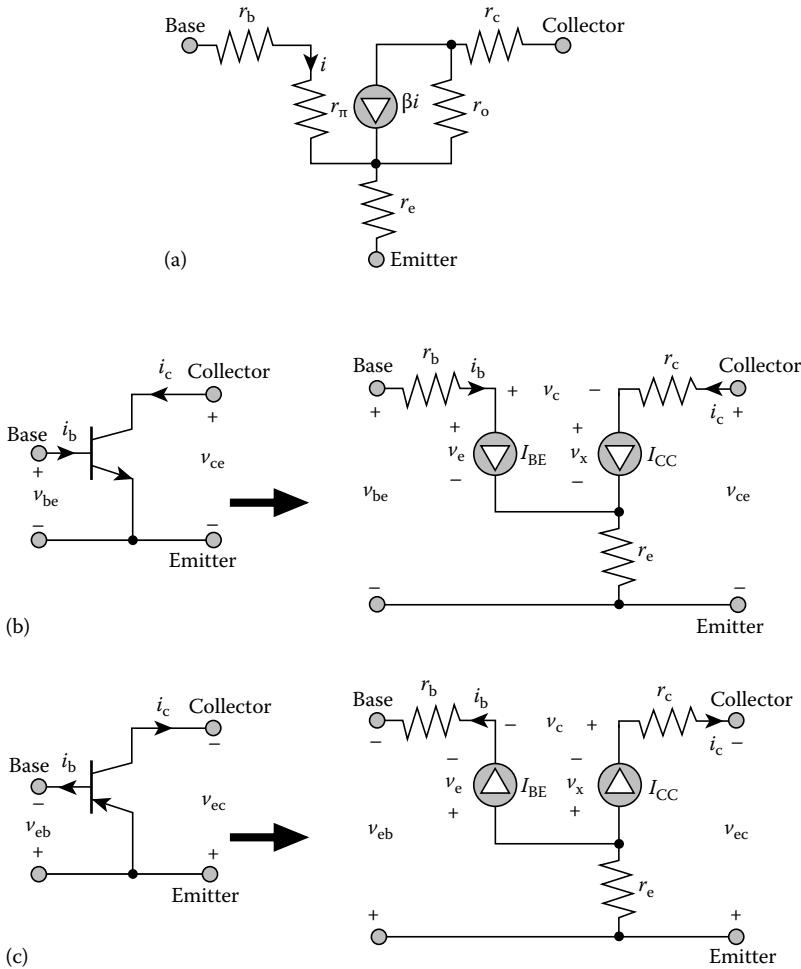 Base r_b r_c Collector
i
r_π βi r_o
r_e
(a) Emitter
i_c Collector
+
Base i_b
+
v_be v_ce
− −
Emitter
Base r_b i_b + v_c − r_c Collector
+ i_c +
+ +
v_e I_BE v_x I_CC
− −
v_be v_ce
r_e
− −
Emitter
(b)
i_c Collector
−
Base i_b
−
v_eb v_ec
+ +
Emitter
Base r_b i_b − v_c + r_c Collector
− i_c −
− −
v_e I_BE v_x I_CC
+ +
v_eb v_ec
r_e
+ +
Emitter
(c)